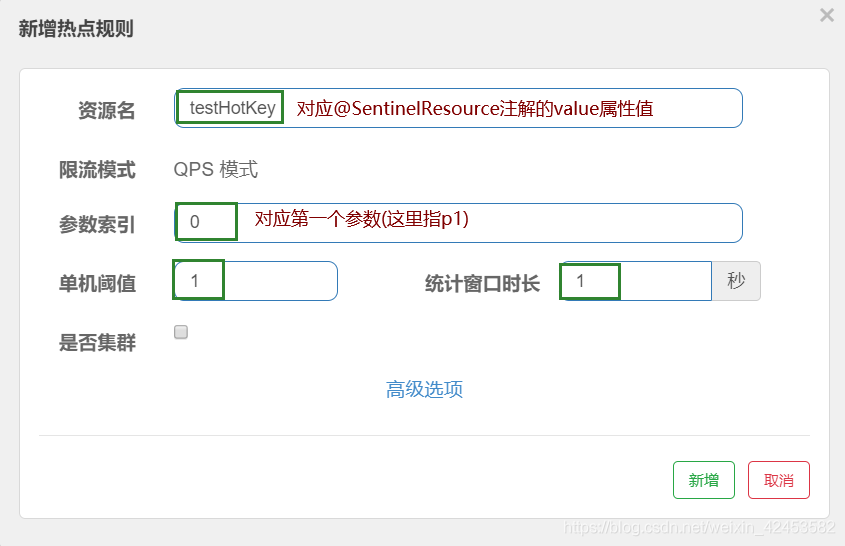 新增热点规则 ×
资源名 testHotKey 对应@SentinelResource注解的value属性值
限流模式 QPS 模式
参数索引 0 对应第一个参数(这里指p1)
单机阈值 1 统计窗口时长 1 秒
是否集群
高级选项
新增 取消
https://blog.csdn.net/weixin_42453582